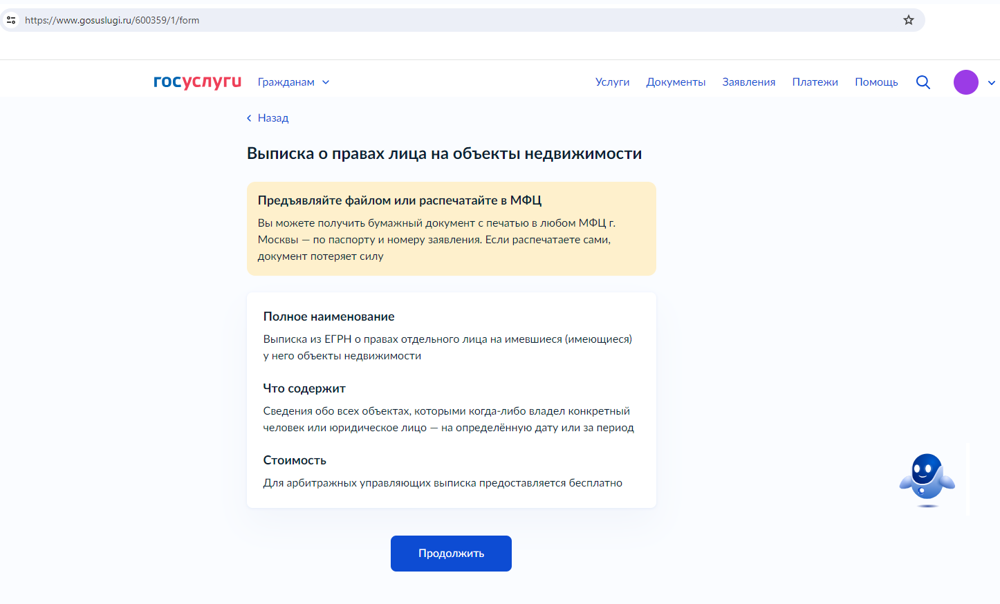 https://www.gosuslugi.ru/600359/1/form
госуслуги Гражданам Услуги Документы Заявления Платежи Помощь
Назад
Выписка о правах лица на объекты недвижимости
Предъявляйте файлом или распечатайте в МФЦ
Вы можете получить бумажный документ с печатью в любом МФЦ г.
Москвы — по паспорту и номеру заявления. Если распечатаете сами,
документ потеряет силу
Полное наименование
Выписка из ЕГРН о правах отдельного лица на имевшиеся (имеющиеся)
у него объекты недвижимости
Что содержит
Сведения обо всех объектах, которыми когда-либо владел конкретный
человек или юридическое лицо — на определённую дату или за период
Стоимость
Для арбитражных управляющих выписка предоставляется бесплатно
Продолжить